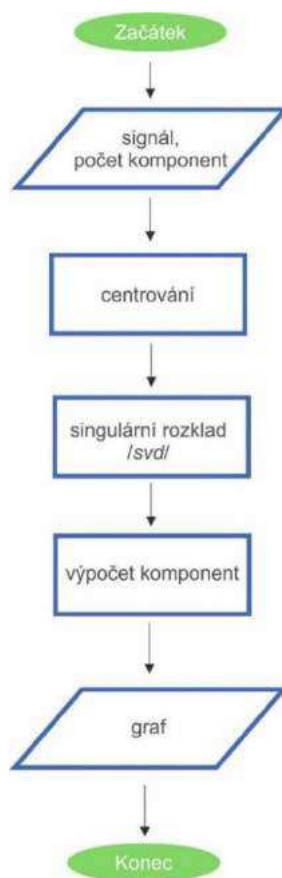 Začátek
signál,
počet komponent
centrování
singulární rozklad
/svd/
výpočet komponent
graf
Konec